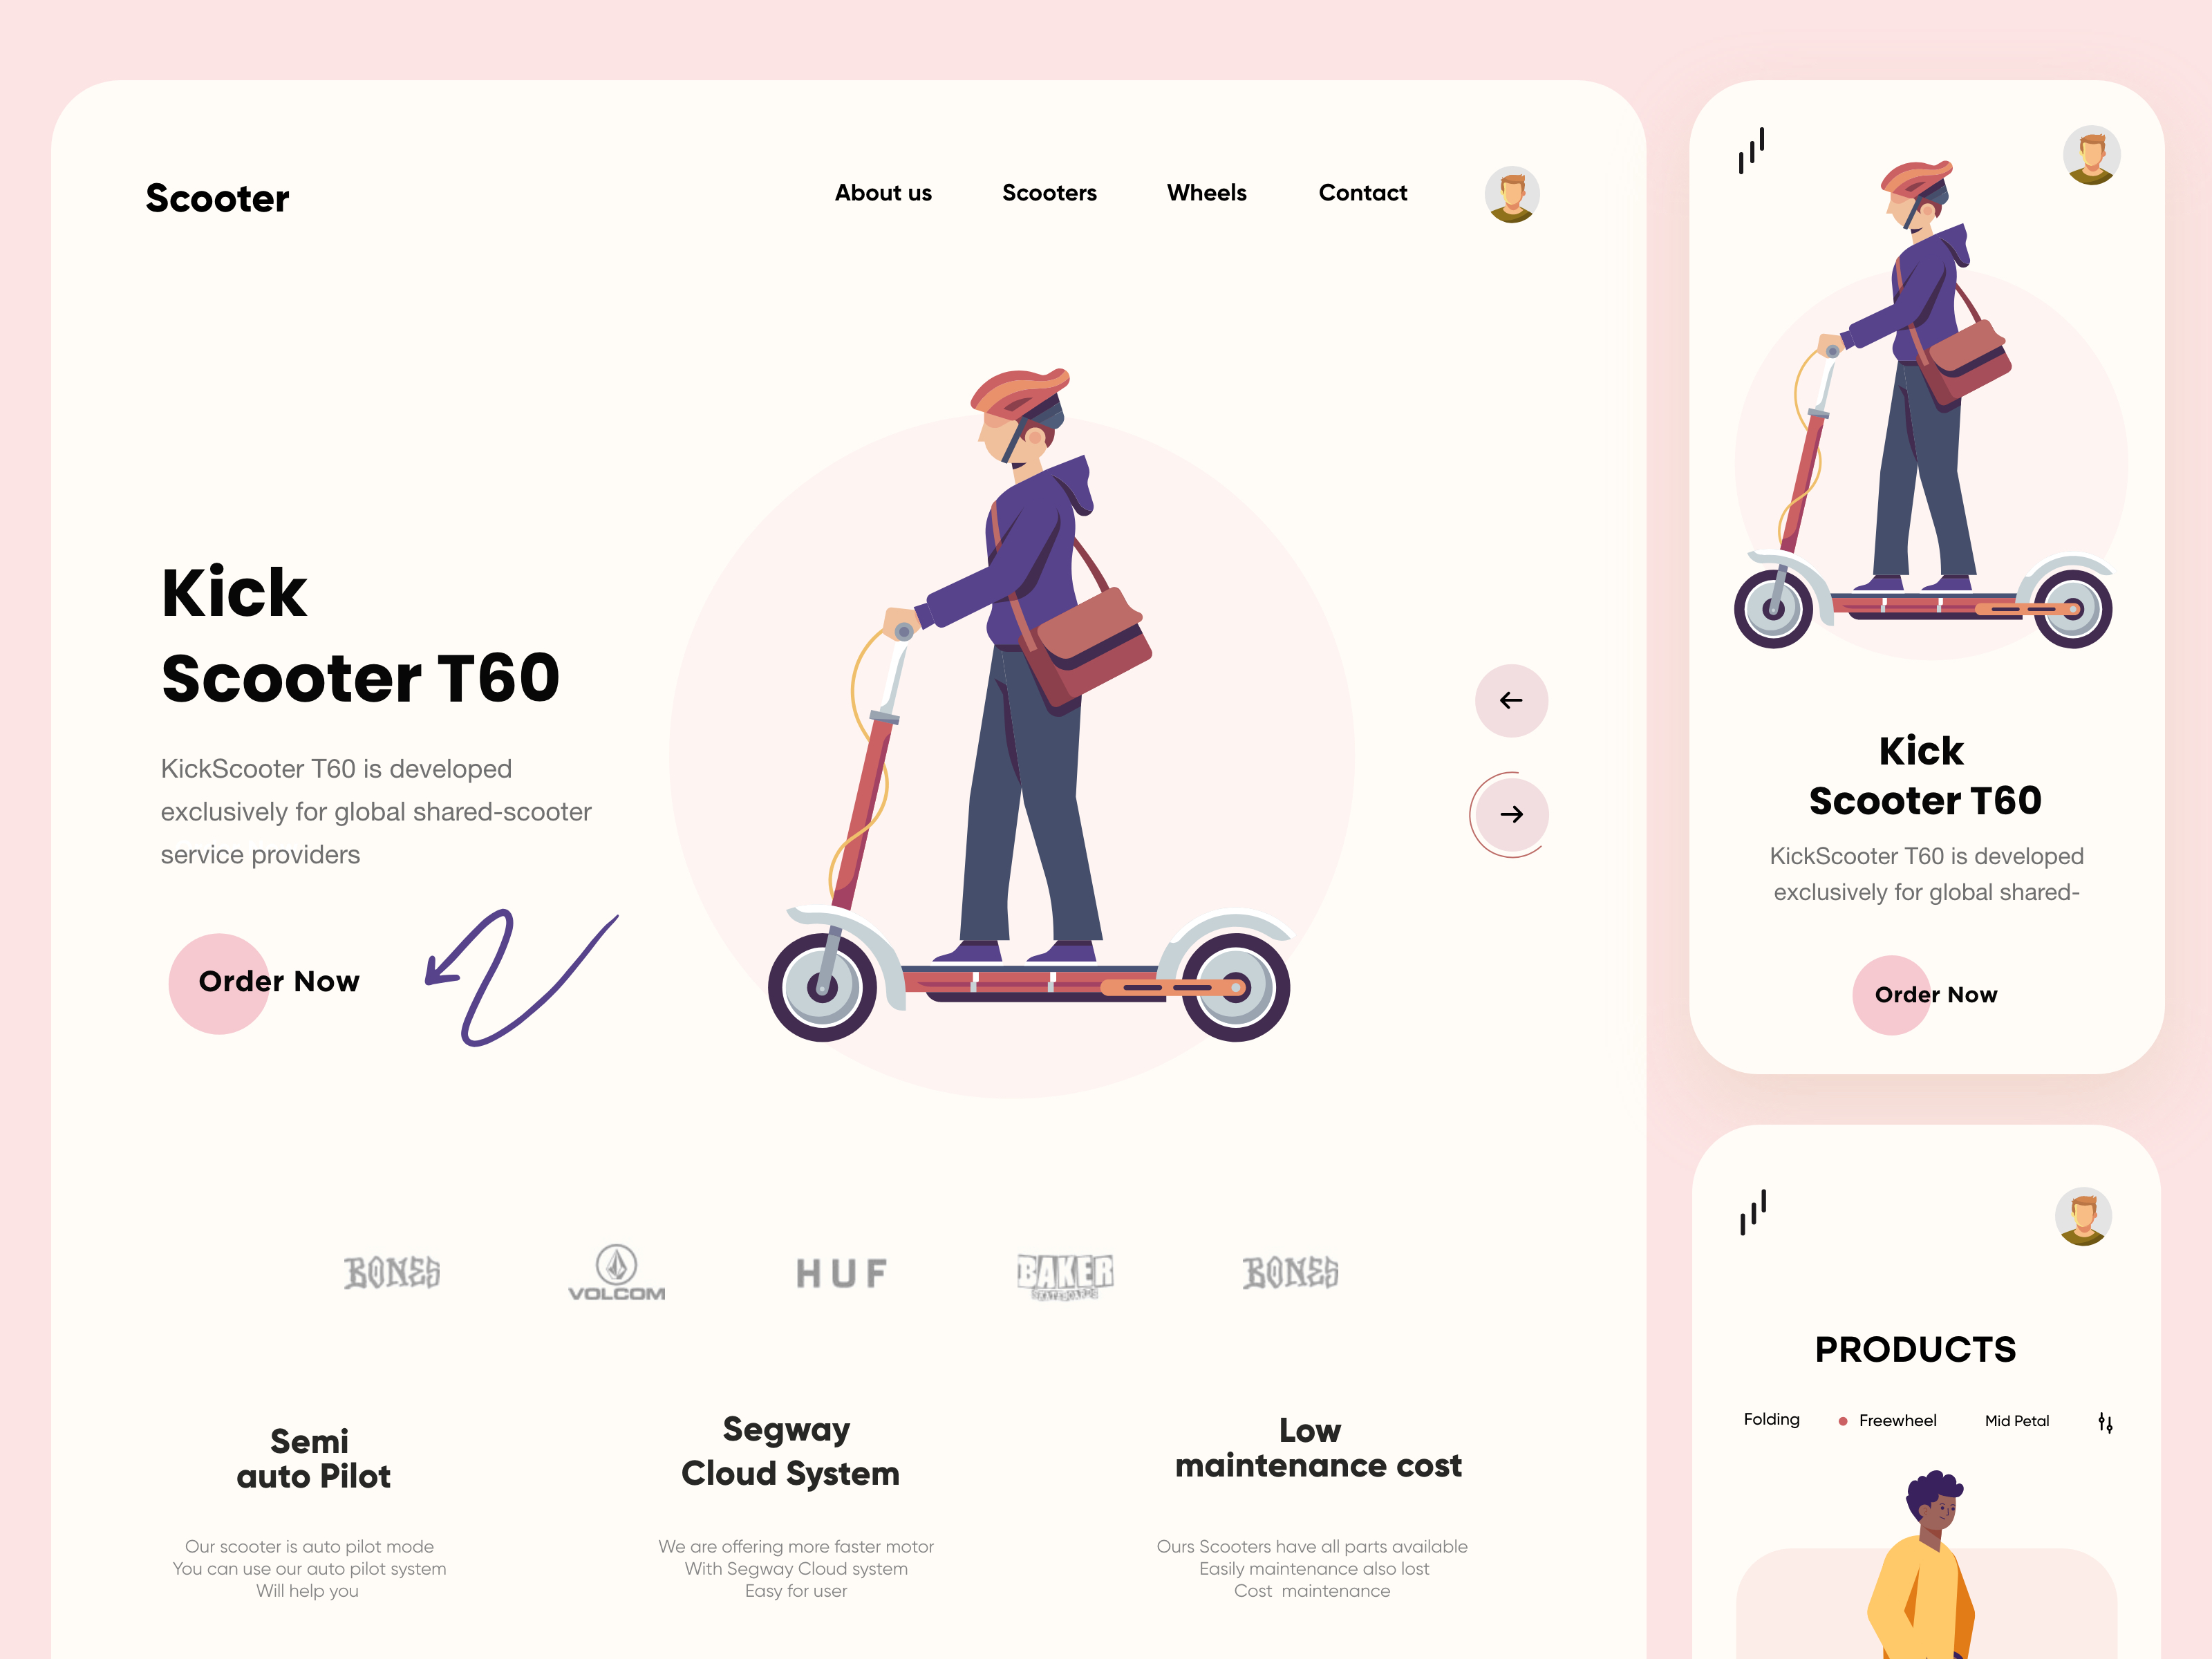 Scooter
About us
Scooters
Wheels
Contact
Kick
Scooter T60
KickScooter T60 is developed
exclusively for global shared-scooter
service providers
Order Now
BONES
VOLCOM
HUF
BAKER
SKATEBOARDS
BONES
Semi
auto Pilot
Our scooter is auto pilot mode
You can use our auto pilot system
Will help you
Segway
Cloud System
We are offering more faster motor
With Segway Cloud system
Easy for user
Low
maintenance cost
Ours Scooters have all parts available
Easily maintenance also lost
Cost  maintenance
Kick
Scooter T60
KickScooter T60 is developed
exclusively for global shared-
Order Now
PRODUCTS
Folding
Freewheel
Mid Petal